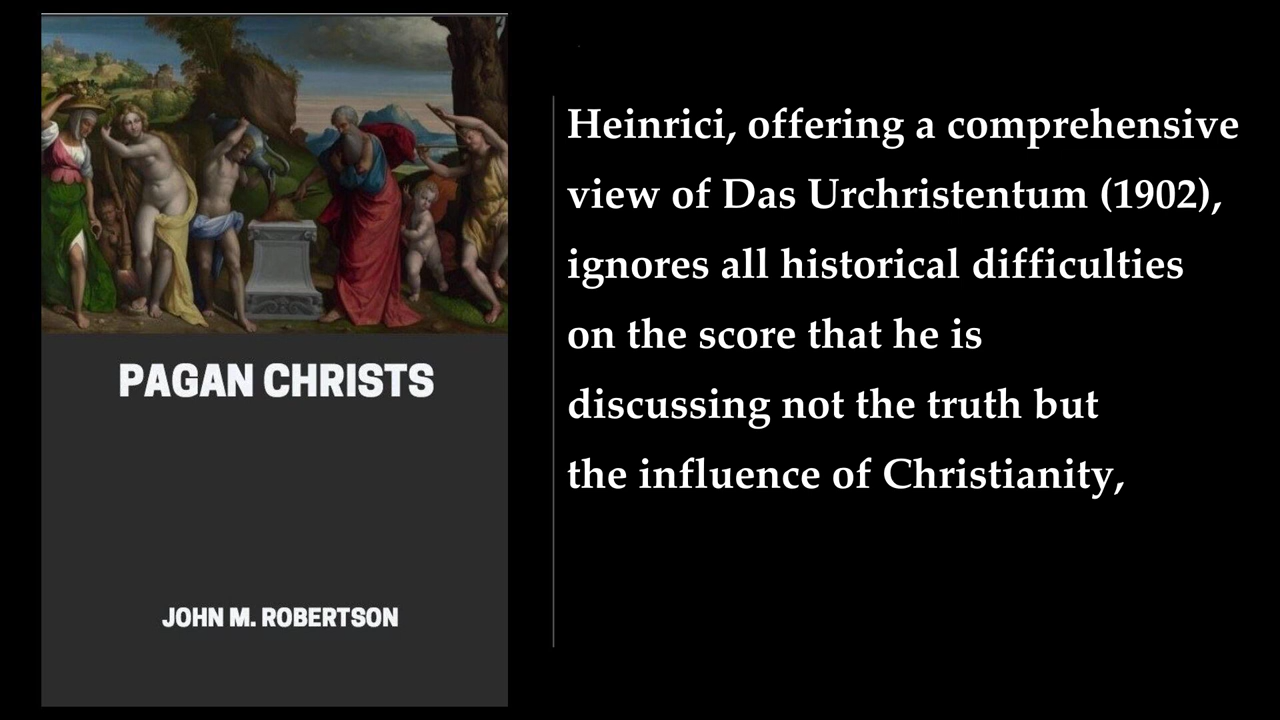 PAGAN CHRISTS
JOHN M. ROBERTSON
Heinrici, offering a comprehensive
view of Das Urchristentum (1902),
ignores all historical difficulties
on the score that he is
discussing not the truth but
the influence of Christianity,